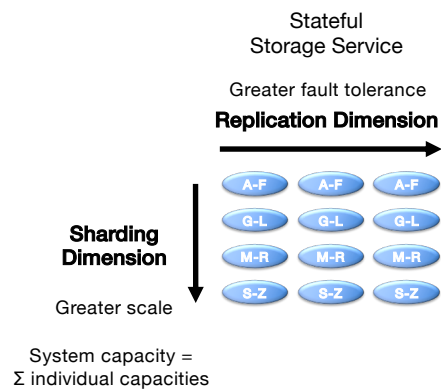 Stateful
Storage Service
Greater fault tolerance
Replication Dimension
A-F A-F A-F
G-L G-L G-L
Sharding
Dimension
M-R M-R M-R
S-Z S-Z S-Z
Greater scale
System capacity =
Σ individual capacities